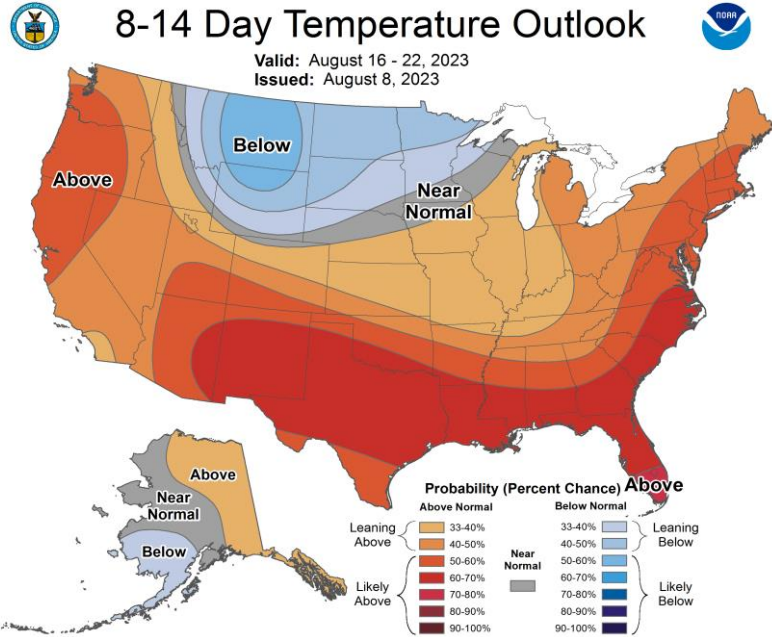 8-14 Day Temperature Outlook
NOAA
Valid: August 16 - 22, 2023
Issued: August 8, 2023
Below
Above
Near
Normal
Above
Near
Normal
Below
Above
Probability (Percent Chance)
Above Normal
Below Normal
Leaning
Above
33-40%
40-50%
Likely
Above
50-60%
60-70%
70-80%
80-90%
90-100%
Near
Normal
33-40%
40-50%
Leaning
Below
50-60%
60-70%
70-80%
80-90%
90-100%
Likely
Below